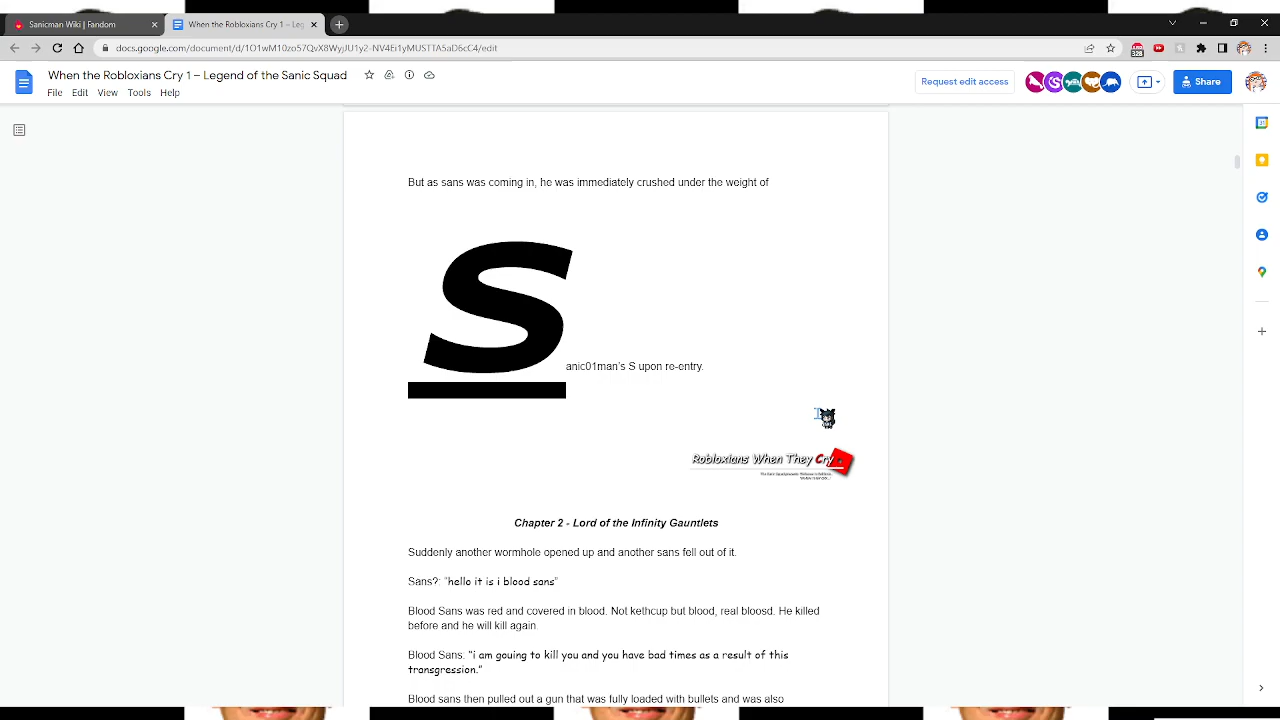 Sanicman Wiki | Fandom
When the Robloxians Cry 1 – Leg
docs.google.com/document/d/1O1wM10zo57QvX8WyjJU1y2-NV4Ei1yMUSTTA5aD6cC4/edit
When the Robloxians Cry 1 – Legend of the Sanic Squad
File Edit View Tools Help
Request edit access
Share
But as sans was coming in, he was immediately crushed under the weight of
Sanic01man's S upon re-entry.
Robloxians When They Cry
Chapter 2 - Lord of the Infinity Gauntlets
Suddenly another wormhole opened up and another sans fell out of it.
Sans?: "hello it is i blood sans"
Blood Sans was red and covered in blood. Not kethcup but blood, real bloosd. He killed
before and he will kill again.
Blood Sans: "i am gouing to kill you and you have bad times as a result of this
transgression."
Blood sans then pulled out a gun that was fully loaded with bullets and was also